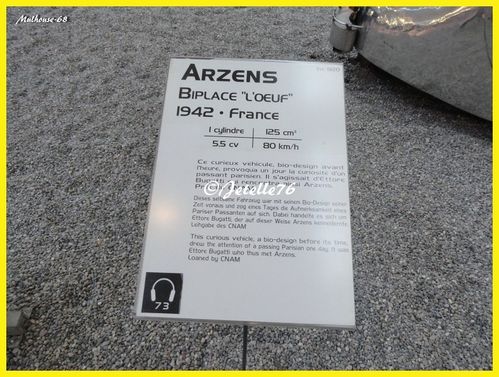 Mulhouse-68
ARZENS
BIPLACE "L'OEUF"
1942 • FRANCE
1 cylindre
125 cm³
5.5 cv
80 km/h
Ce curieux véhicule, bio-design avant
l'heure, provoqua un jour la curiosité d'un
passant parisien. Il s'agissait d'Ettore
Bugatti, Arzens.
©Jetelle76
Dieses seltsame Fahrzeug war mit seinem Bio-Design seiner
Zeit voraus und zog eines Tages die Aufmerksamkeit eines
Pariser Passanten auf sich. Dabei handelte es sich um
Ettore Bugatti, der auf dieser Weise Arzens kennenlernte.
Leihgabe des CNAM
This curious vehicle, a bio-design before its time,
drew the attention of a passing Parisian one day. It was
Ettore Bugatti who thus met Arzens.
Loaned by CNAM
73